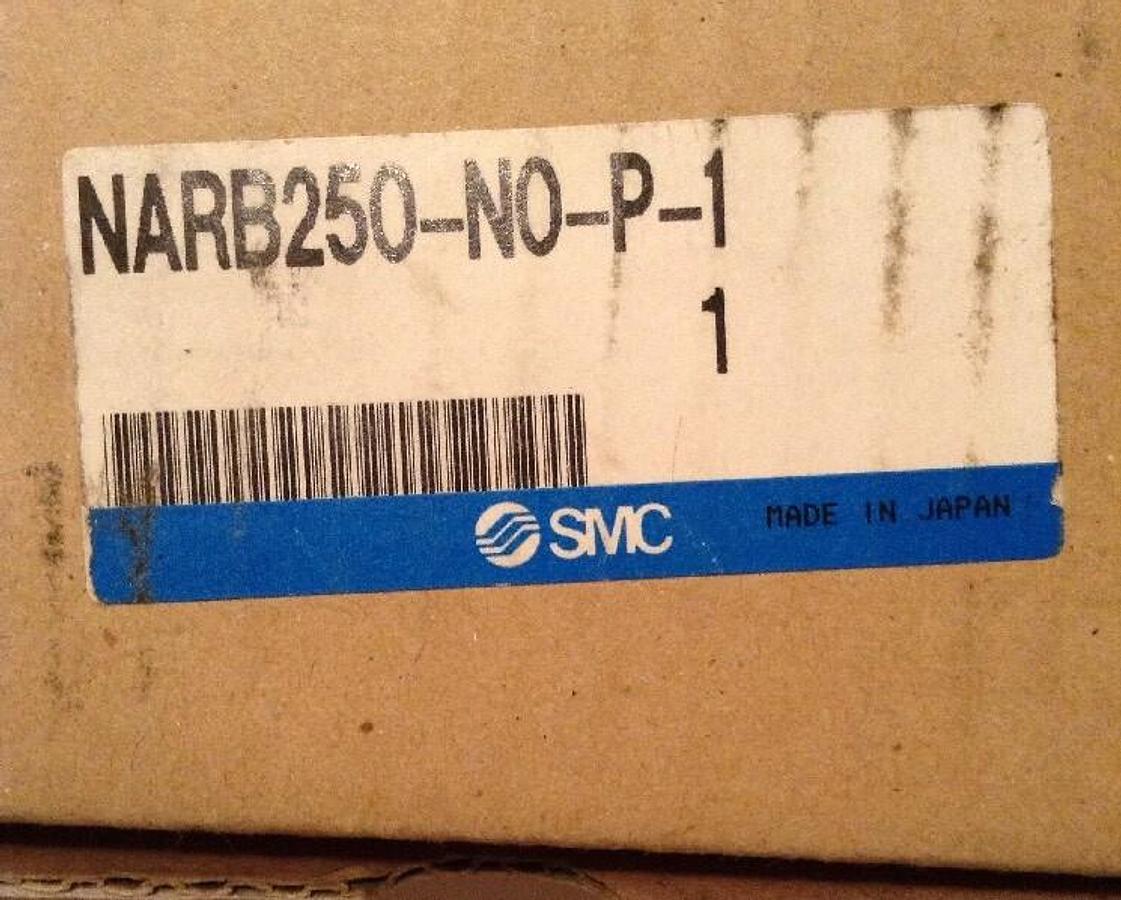 NARB250-N0-P-1
1
SMC
MADE IN JAPAN